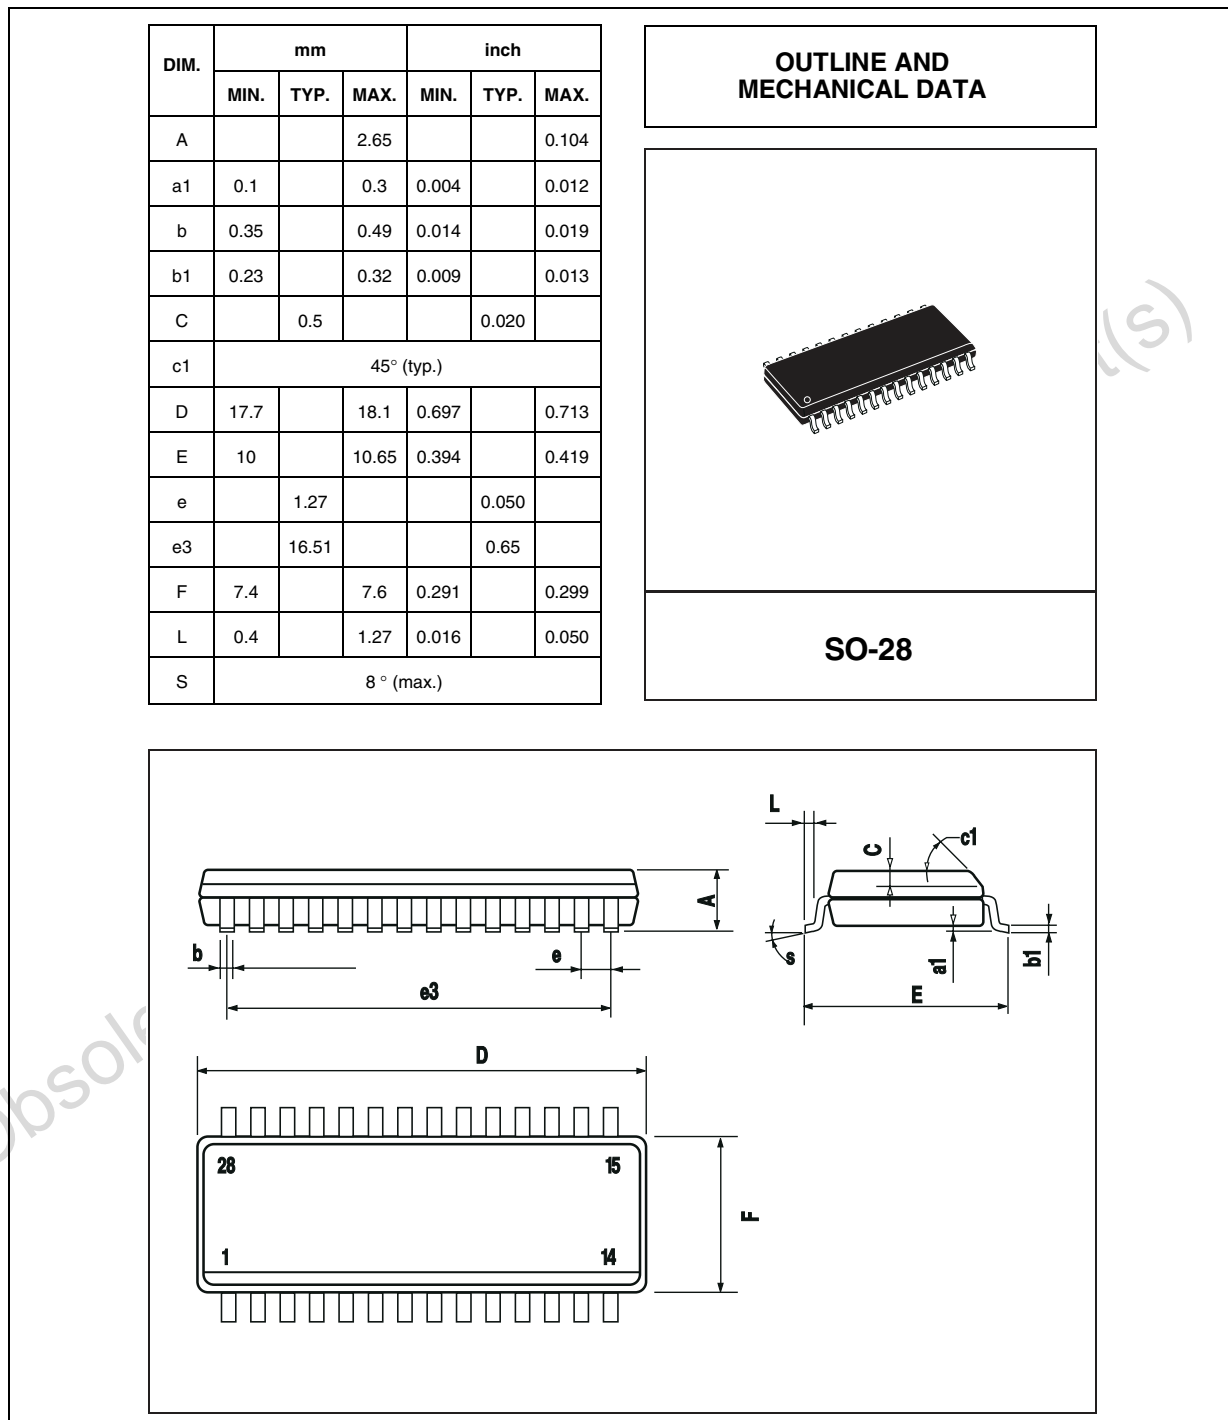 DIM. mm inch
MIN. TYP. MAX. MIN. TYP. MAX.
A 2.65 0.104
a1 0.1 0.3 0.004 0.012
b 0.35 0.49 0.014 0.019
b1 0.23 0.32 0.009 0.013
C 0.5 0.020
c1 45° (typ.)
D 17.7 18.1 0.697 0.713
E 10 10.65 0.394 0.419
e 1.27 0.050
e3 16.51 0.65
F 7.4 7.6 0.291 0.299
L 0.4 1.27 0.016 0.050
S 8 ° (max.)
OUTLINE AND
MECHANICAL DATA
SO-28
L
C
c1
A
b
e
e3
s
a1
b1
E
D
28
15
1
14
F